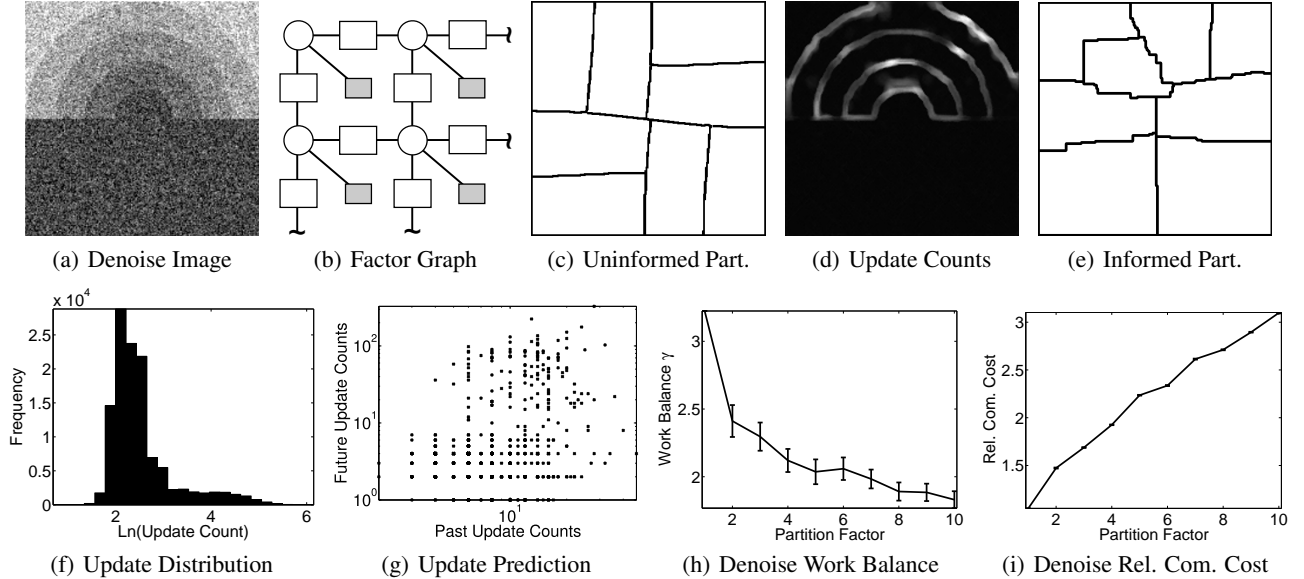 (a) Denoise Image
(b) Factor Graph
(c) Uninformed Part.
(d) Update Counts
(e) Informed Part.
x 10^4
2.5
2
1.5
1
0.5
0
Frequency
2 4 6
Ln(Update Count)
(f) Update Distribution
10^2
10^1
10^0
Future Update Counts
10^1
Past Update Counts
(g) Update Prediction
3
2.5
2
Work Balance γ
2 4 6 8 10
Partition Factor
(h) Denoise Work Balance
3
2.5
2
1.5
Rel. Com. Cost
2 4 6 8 10
Partition Factor
(i) Denoise Rel. Com. Cost